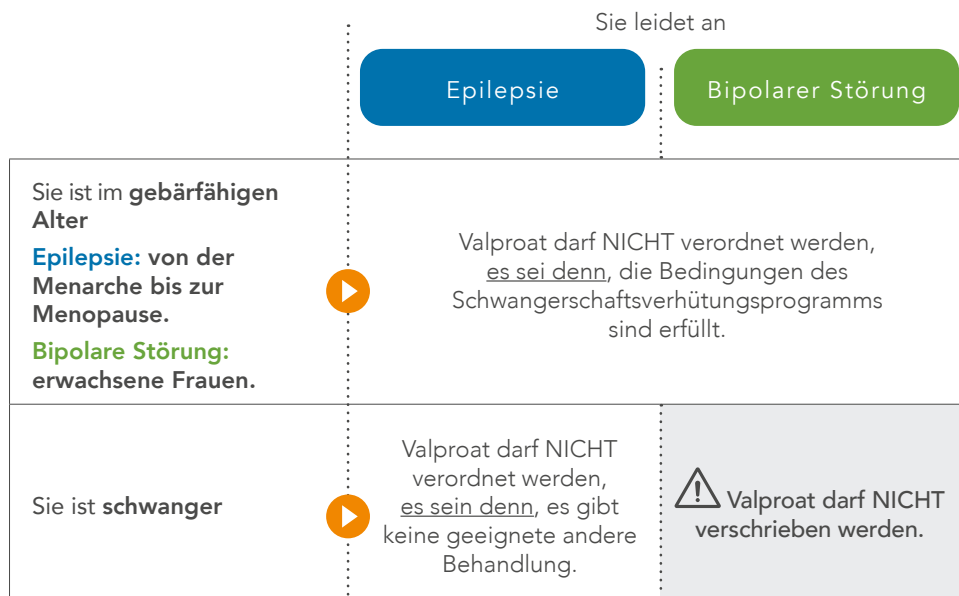 Sie leidet an
Epilepsie
Bipolarer Störung
Sie ist im gebärfähigen
Alter
Epilepsie: von der
Menarche bis zur
Menopause.
Bipolare Störung:
erwachsene Frauen.
Valproat darf NICHT verordnet werden,
es sei denn, die Bedingungen des
Schwangerschaftsverhütungsprogramms
sind erfüllt.
Sie ist schwanger
Valproat darf NICHT
verordnet werden,
es sein denn, es gibt
keine geeignete andere
Behandlung.
Valproat darf NICHT
verschrieben werden.